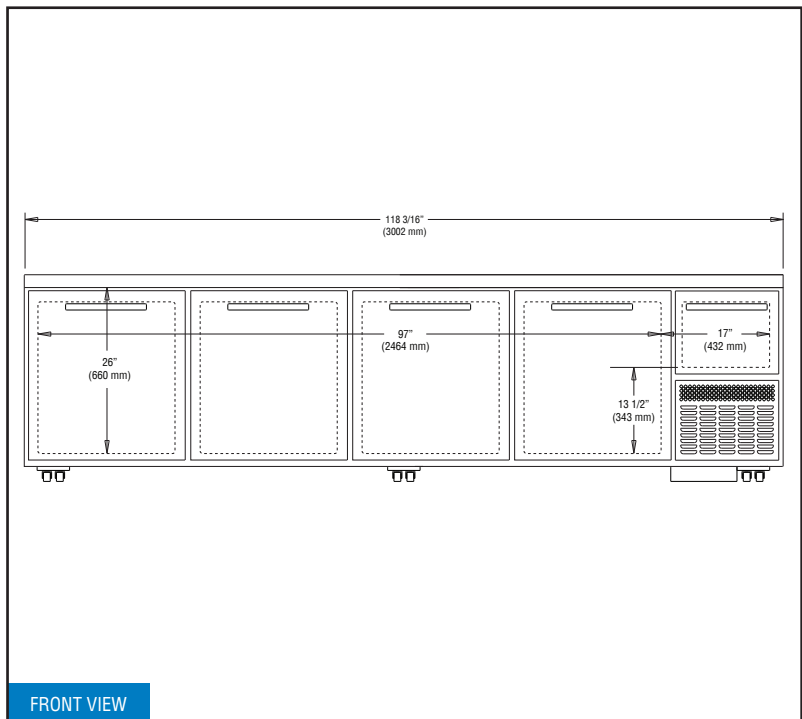 118 3/16”
(3002 mm)
97”
(2464 mm)
17”
(432 mm)
26”
(660 mm)
13 1/2”
(343 mm)
FRONT VIEW